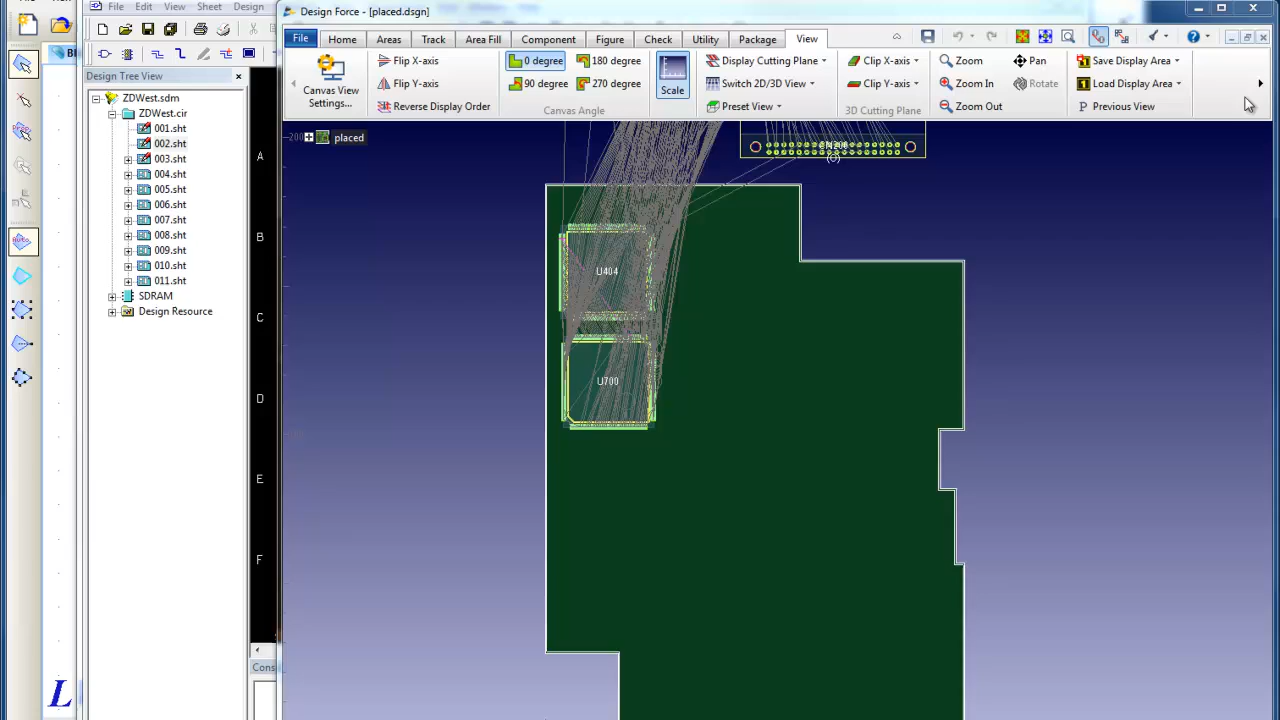 File Edit View Sheet Design
Design Force - [placed.dsgn]
File Home Areas Track Area Fill Component Figure Check Utility Package View
Canvas View Settings...
Flip X-axis
Flip Y-axis
Reverse Display Order
0 degree 180 degree
90 degree 270 degree
Canvas Angle
Scale
Display Cutting Plane
Switch 2D/3D View
Preset View
Clip X-axis
Clip Y-axis
3D Cutting Plane
Zoom
Zoom In
Zoom Out
Pan
Rotate
Save Display Area
Load Display Area
P Previous View
Design Tree View
ZDWest.sdm
ZDWest.cir
001.sht
002.sht
003.sht
004.sht
005.sht
006.sht
007.sht
008.sht
009.sht
010.sht
011.sht
SDRAM
Design Resource
A
B
C
D
E
F
placed
U404
U700
Cons
L